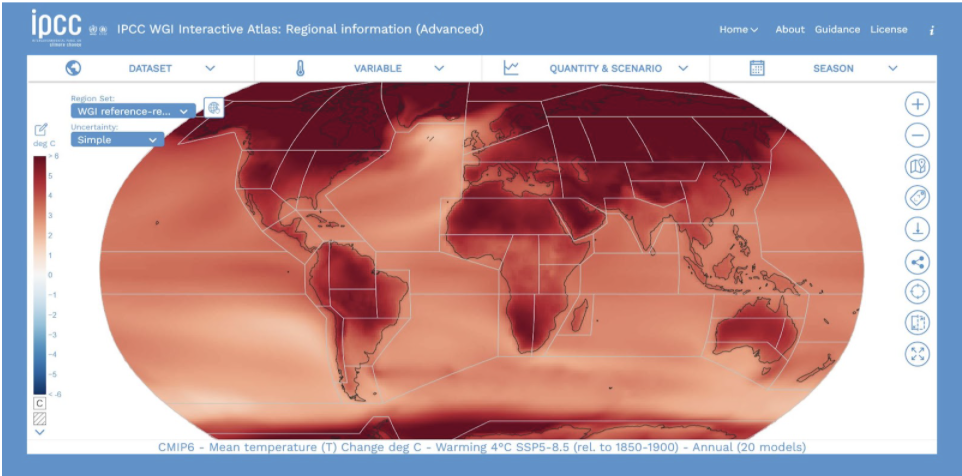 ipcc
IPCC WGI Interactive Atlas: Regional information (Advanced)
Home
About
Guidance
License
i
DATASET
VARIABLE
QUANTITY & SCENARIO
SEASON
Region Set:
WGI reference-re...
Uncertainty:
Simple
deg C
> 6
5
4
3
2
1
0
-1
-2
-3
-4
-5
< -6
C
CMIP6 - Mean temperature (T) Change deg C - Warming 4°C SSP5-8.5 (rel. to 1850-1900) - Annual (20 models)